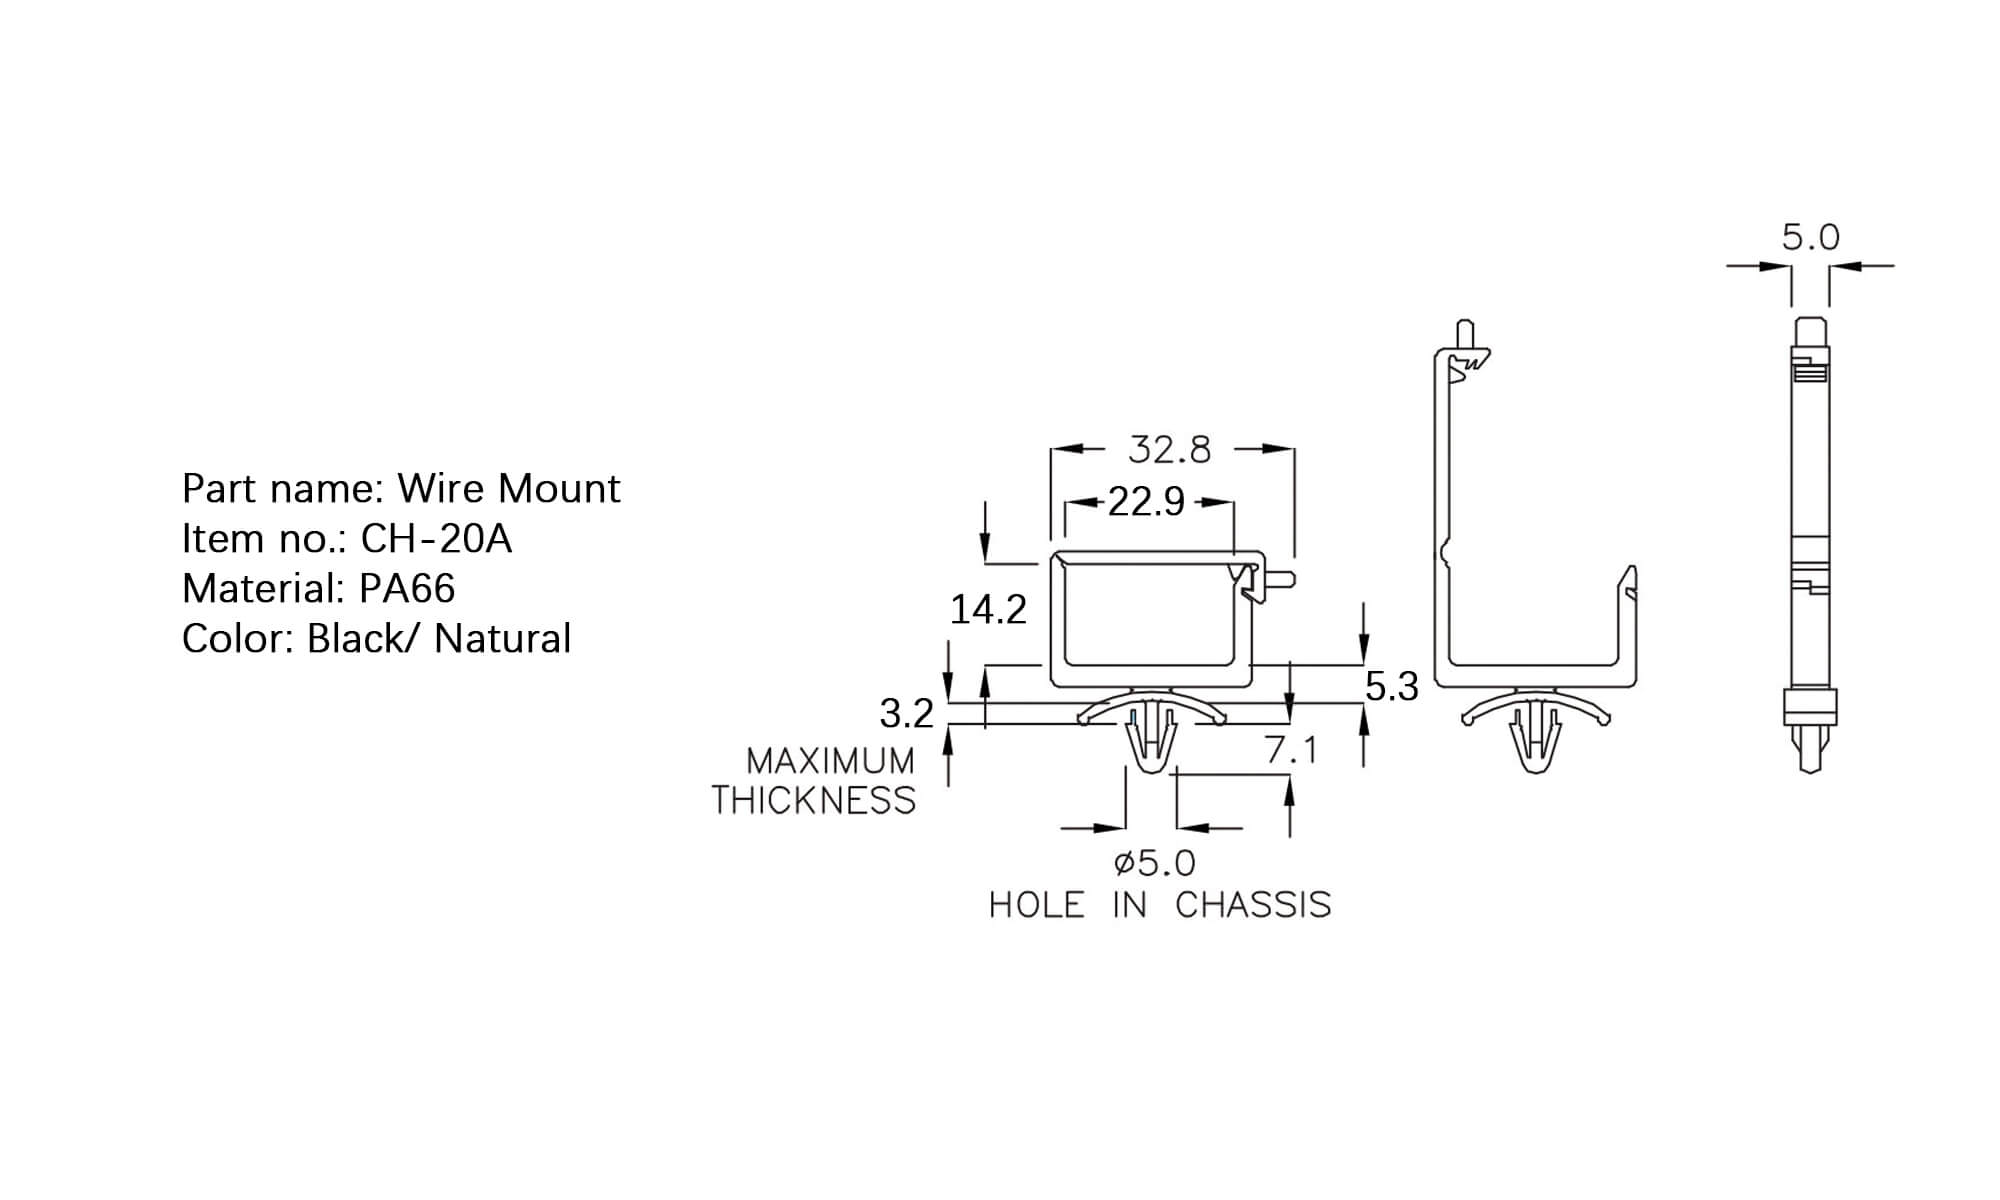 Part name: Wire Mount
Item no.: CH-20A
Material: PA66
Color: Black/ Natural
5.0
32.8
22.9
14.2
5.3
3.2
7.1
MAXIMUM
THICKNESS
ø5.0
HOLE IN CHASSIS